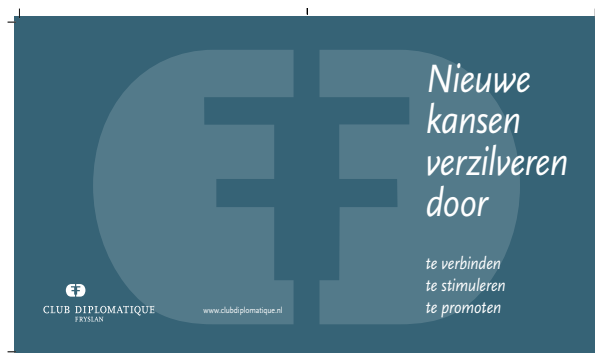 Nieuwe
kansen
verzilveren
door
te verbinden
te stimuleren
te promoten
CLUB DIPLOMATIQUE
FRYSLAN
www.clubdiplomatique.nl